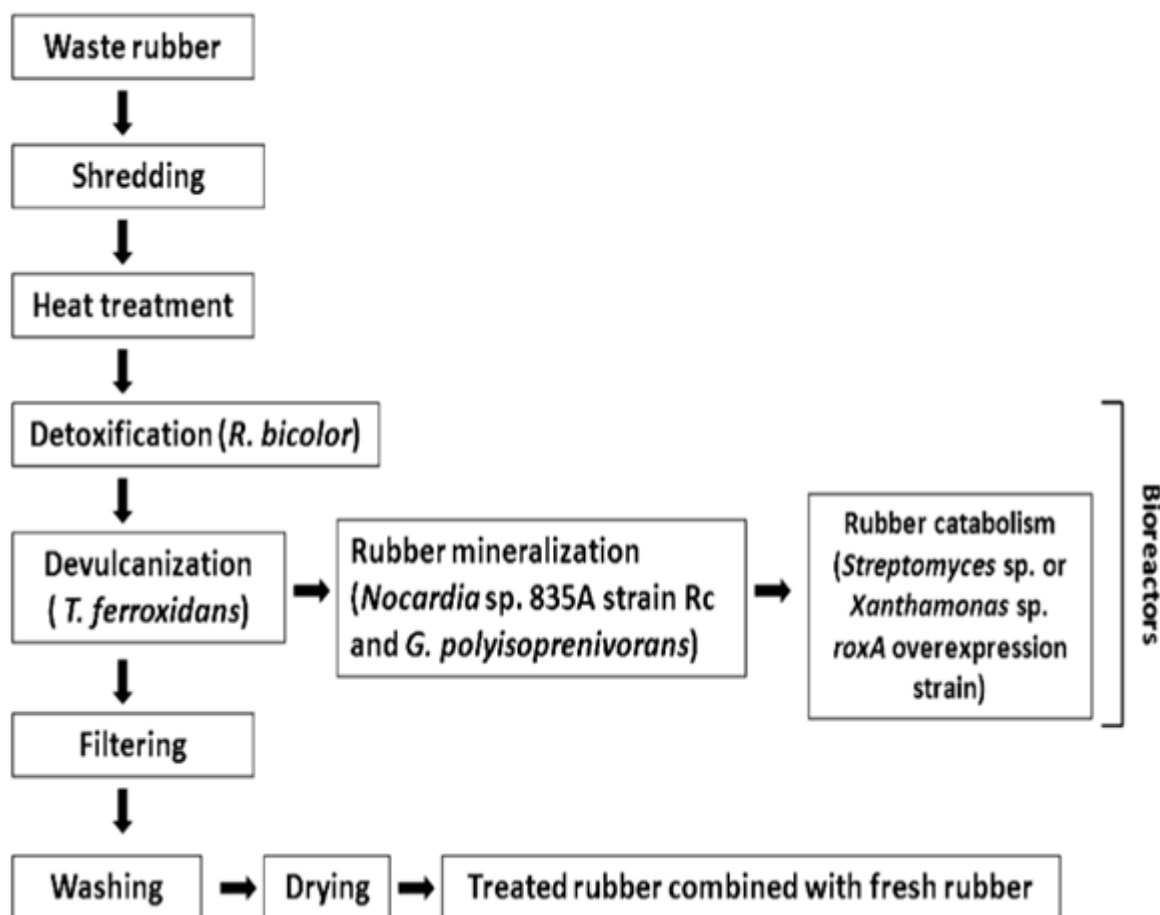 Waste rubber
Shredding
Heat treatment
Detoxification (R. bicolor)
Devulcanization
( T. ferroxidans)
Rubber mineralization
(Nocardia sp. 835A strain Rc
and G. polyisoprenivorans)
Rubber catabolism
(Streptomyces sp. or
Xanthamonas sp.
roxA overexpression
strain)
Bioreactors
Filtering
Washing
Drying
Treated rubber combined with fresh rubber